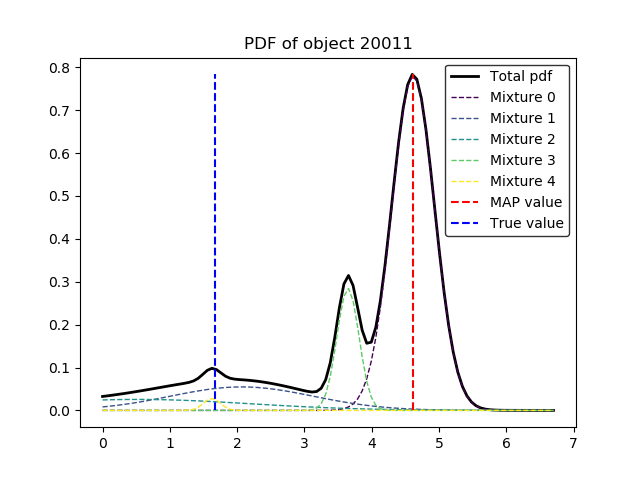 PDF of object 20011
0.8
0.7
0.6
0.5
0.4
0.3
0.2
0.1
0.0
0 1 2 3 4 5 6 7
Total pdf
Mixture 0
Mixture 1
Mixture 2
Mixture 3
Mixture 4
MAP value
True value